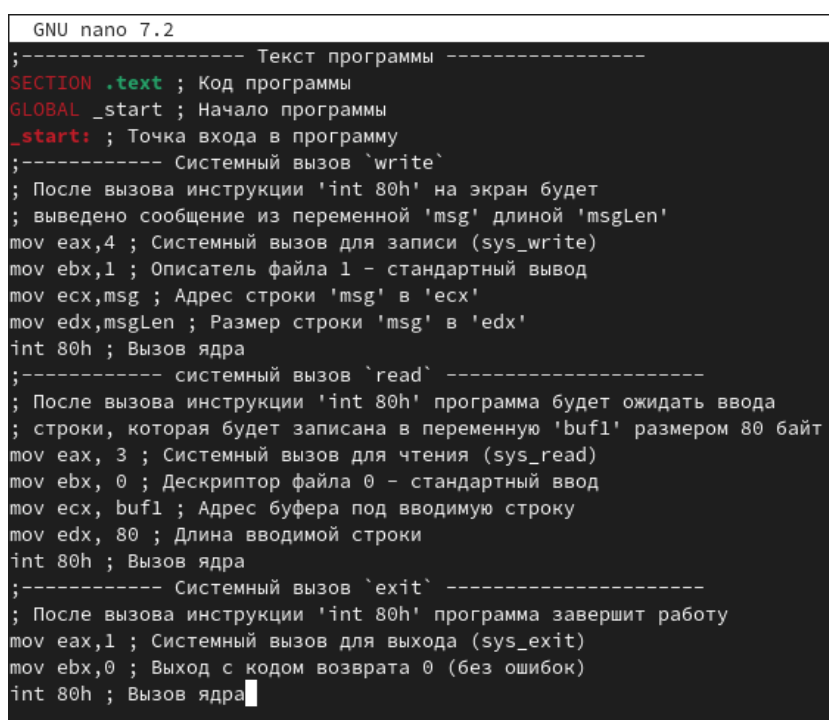 GNU nano 7.2
;------------------- Текст программы -----------------
SECTION .text ; Код программы
GLOBAL _start ; Начало программы
_start: ; Точка входа в программу
;------------ Системный вызов `write`
; После вызова инструкции 'int 80h' на экран будет
; выведено сообщение из переменной 'msg' длиной 'msgLen'
mov eax,4 ; Системный вызов для записи (sys_write)
mov ebx,1 ; Описатель файла 1 - стандартный вывод
mov ecx,msg ; Адрес строки 'msg' в 'ecx'
mov edx,msgLen ; Размер строки 'msg' в 'edx'
int 80h ; Вызов ядра
;------------ системный вызов `read` ----------------------
; После вызова инструкции 'int 80h' программа будет ожидать ввода
; строки, которая будет записана в переменную 'buf1' размером 80 байт
mov eax, 3 ; Системный вызов для чтения (sys_read)
mov ebx, 0 ; Дескриптор файла 0 - стандартный ввод
mov ecx, buf1 ; Адрес буфера под вводимую строку
mov edx, 80 ; Длина вводимой строки
int 80h ; Вызов ядра
;------------ Системный вызов `exit` ----------------------
; После вызова инструкции 'int 80h' программа завершит работу
mov eax,1 ; Системный вызов для выхода (sys_exit)
mov ebx,0 ; Выход с кодом возврата 0 (без ошибок)
int 80h ; Вызов ядра